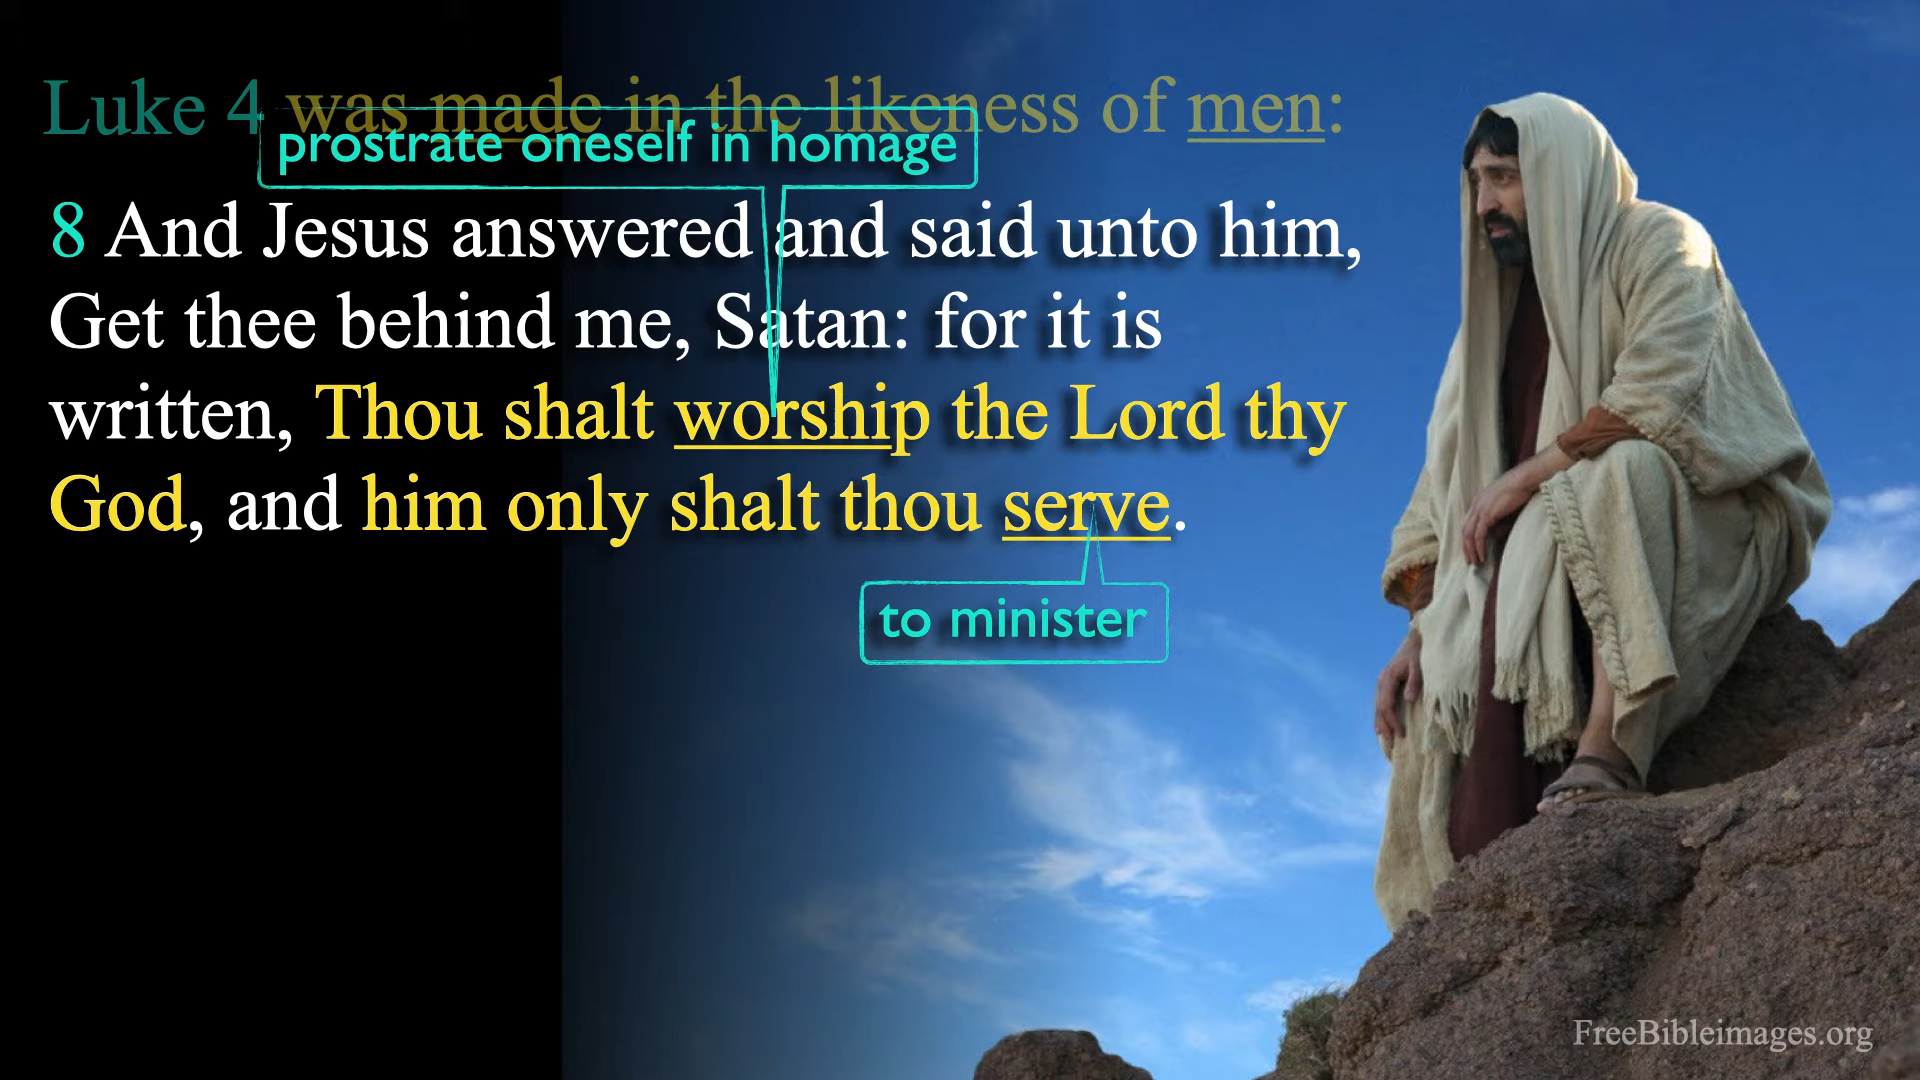 Luke 4 was made in the likeness of men:
prostrate oneself in homage
8 And Jesus answered and said unto him,
Get thee behind me, Satan: for it is
written, Thou shalt worship the Lord thy
God, and him only shalt thou serve.
to minister
FreeBibleimages.org